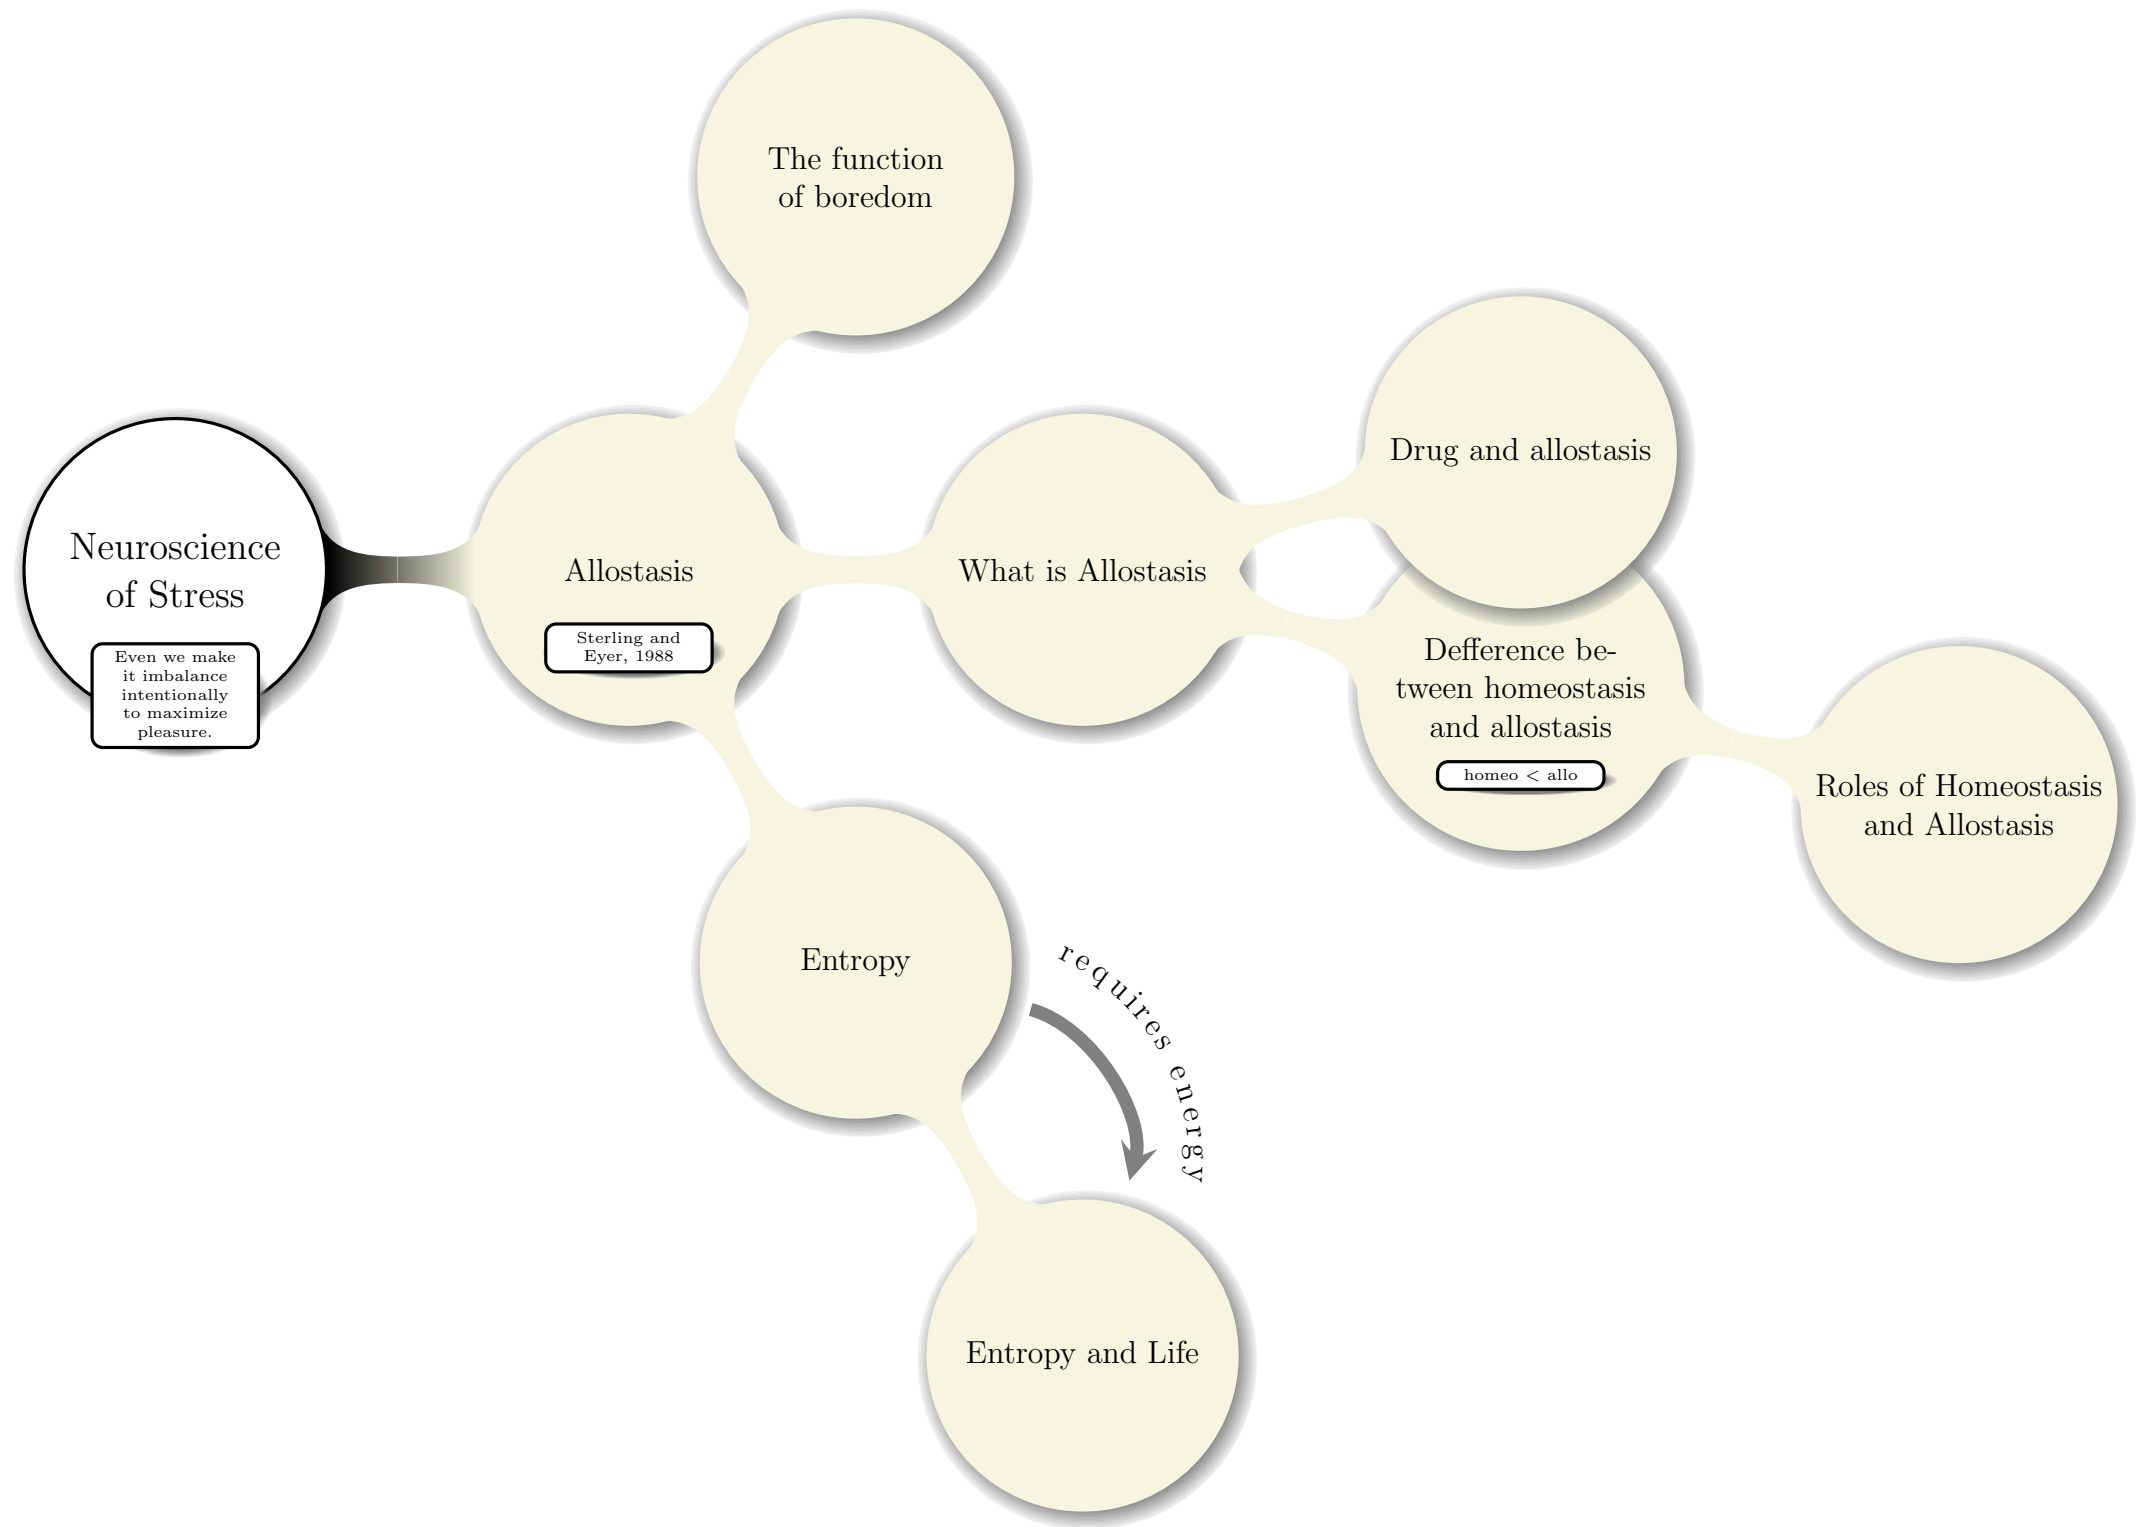 The function
of boredom
Neuroscience
of Stress
Even we make
it imbalance
intentionally
to maximize
pleasure.
Allostasis
Sterling and
Eyer, 1988
What is Allostasis
Drug and allostasis
Defference be-
tween homeostasis
and allostasis
homeo < allo
Roles of Homeostasis
and Allostasis
Entropy
requires energy
Entropy and Life